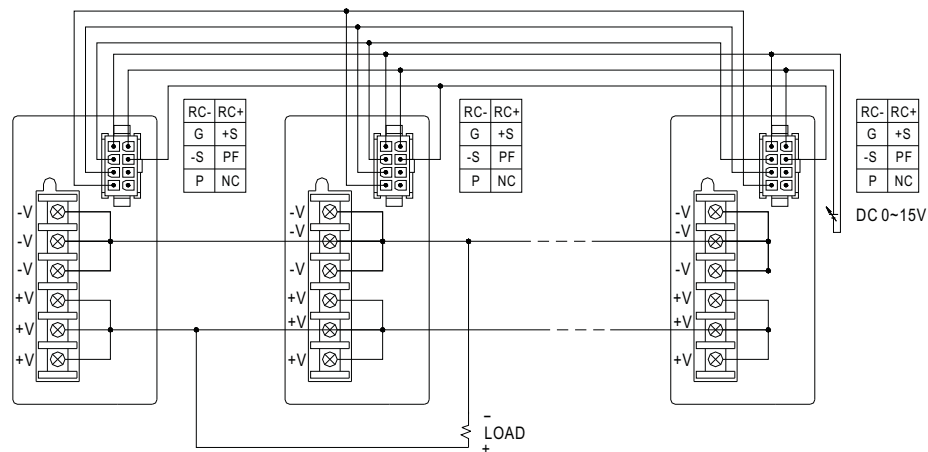 RC- RC+
G +S
-S PF
P NC
RC- RC+
G +S
-S PF
P NC
RC- RC+
G +S
-S PF
P NC
DC 0~15V
-V
-V
-V
+V
+V
+V
-V
-V
-V
+V
+V
+V
-V
-V
-V
+V
+V
+V
-
LOAD
+